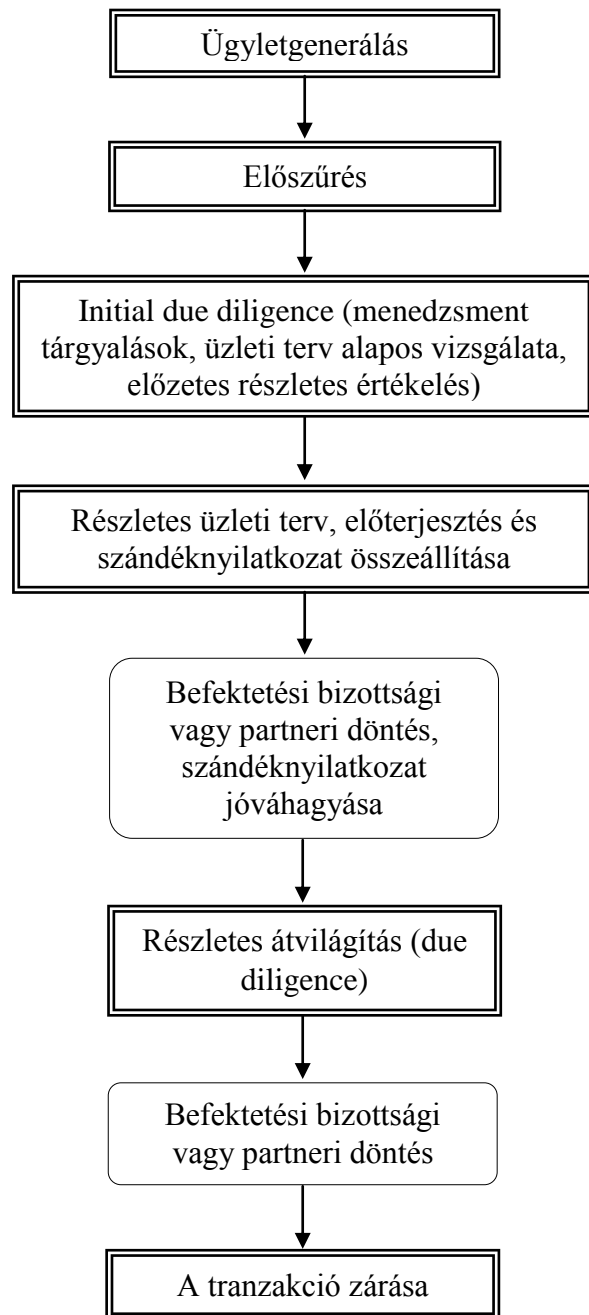 Ügyletgenerálás
Előszűrés
Initial due diligence (menedzsment
tárgyalások, üzleti terv alapos vizsgálata,
előzetes részletes értékelés)
Részletes üzleti terv, előterjesztés és
szándéknyilatkozat összeállítása
Befektetési bizottsági
vagy partneri döntés,
szándéknyilatkozat
jóváhagyása
Részletes átvilágítás (due
diligence)
Befektetési bizottsági
vagy partneri döntés
A tranzakció zárása